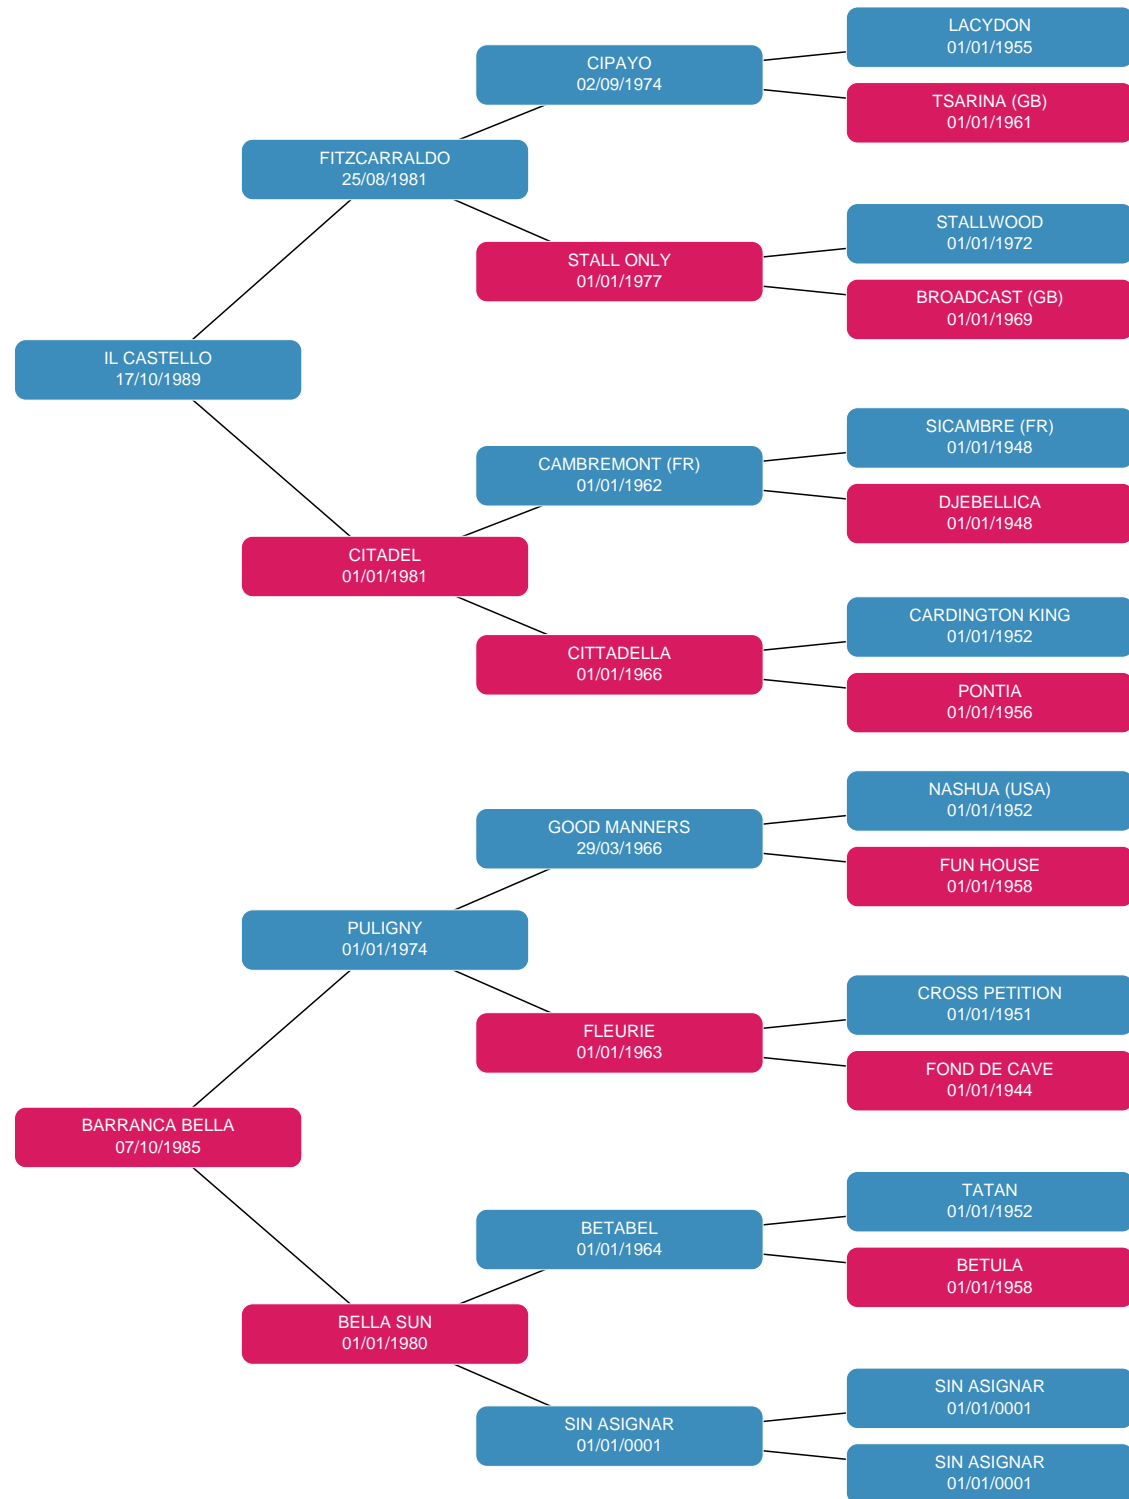 LACYDON
01/01/1955
CIPAYO
02/09/1974
TSARINA (GB)
01/01/1961
FITZCARRALDO
25/08/1981
STALLWOOD
01/01/1972
STALL ONLY
01/01/1977
BROADCAST (GB)
01/01/1969
IL CASTELLO
17/10/1989
SICAMBRE (FR)
01/01/1948
CAMBREMONT (FR)
01/01/1962
DJEBELLICA
01/01/1948
CITADEL
01/01/1981
CARDINGTON KING
01/01/1952
CITTADELLA
01/01/1966
PONTIA
01/01/1956
NASHUA (USA)
01/01/1952
GOOD MANNERS
29/03/1966
FUN HOUSE
01/01/1958
PULIGNY
01/01/1974
CROSS PETITION
01/01/1951
FLEURIE
01/01/1963
FOND DE CAVE
01/01/1944
BARRANCA BELLA
07/10/1985
TATAN
01/01/1952
BETABEL
01/01/1964
BETULA
01/01/1958
BELLA SUN
01/01/1980
SIN ASIGNAR
01/01/0001
SIN ASIGNAR
01/01/0001
SIN ASIGNAR
01/01/0001